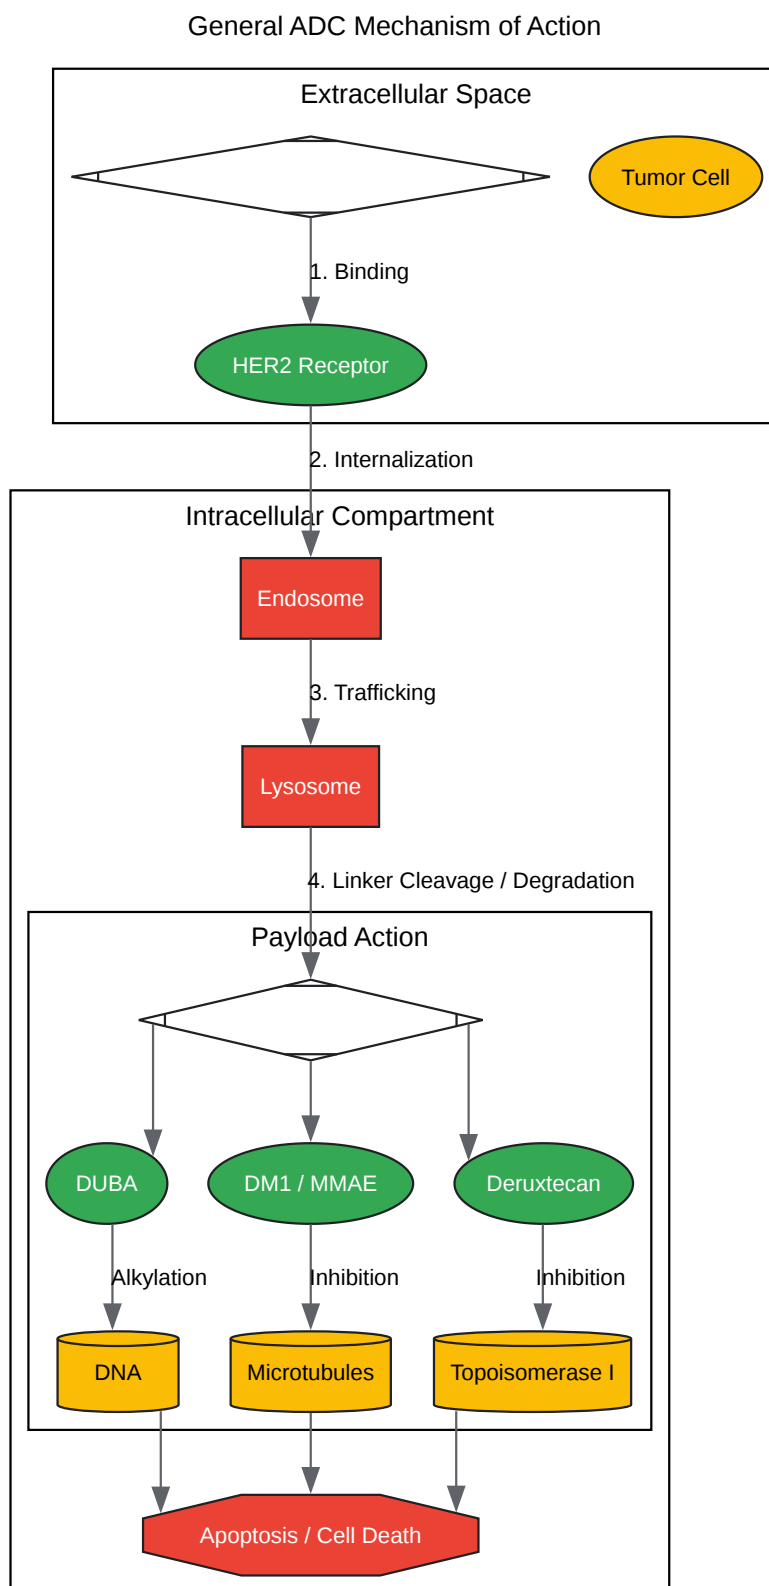 General ADC Mechanism of Action
Extracellular Space
Tumor Cell
1. Binding
HER2 Receptor
2. Internalization
Intracellular Compartment
Endosome
3. Trafficking
Lysosome
4. Linker Cleavage / Degradation
Payload Action
DUBA
DM1 / MMAE
Deruxtecan
Alkylation
Inhibition
Inhibition
DNA
Microtubules
Topoisomerase I
Apoptosis / Cell Death